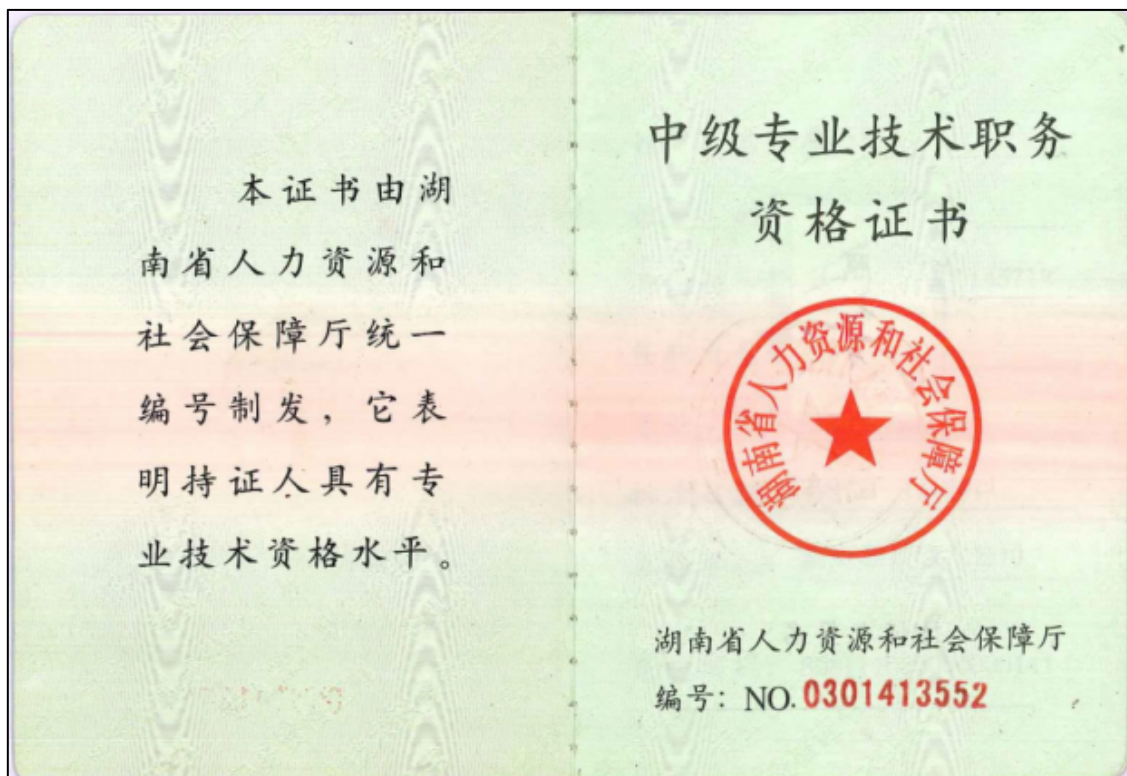 本证书由湖
南省人力资源和
社会保障厅统一
编号制发，它表
明持证人具有专
业技术资格水平。
中级专业技术职务
资格证书
湖南省人力资源和社会保障厅
湖南省人力资源和社会保障厅
编号：NO.0301413552